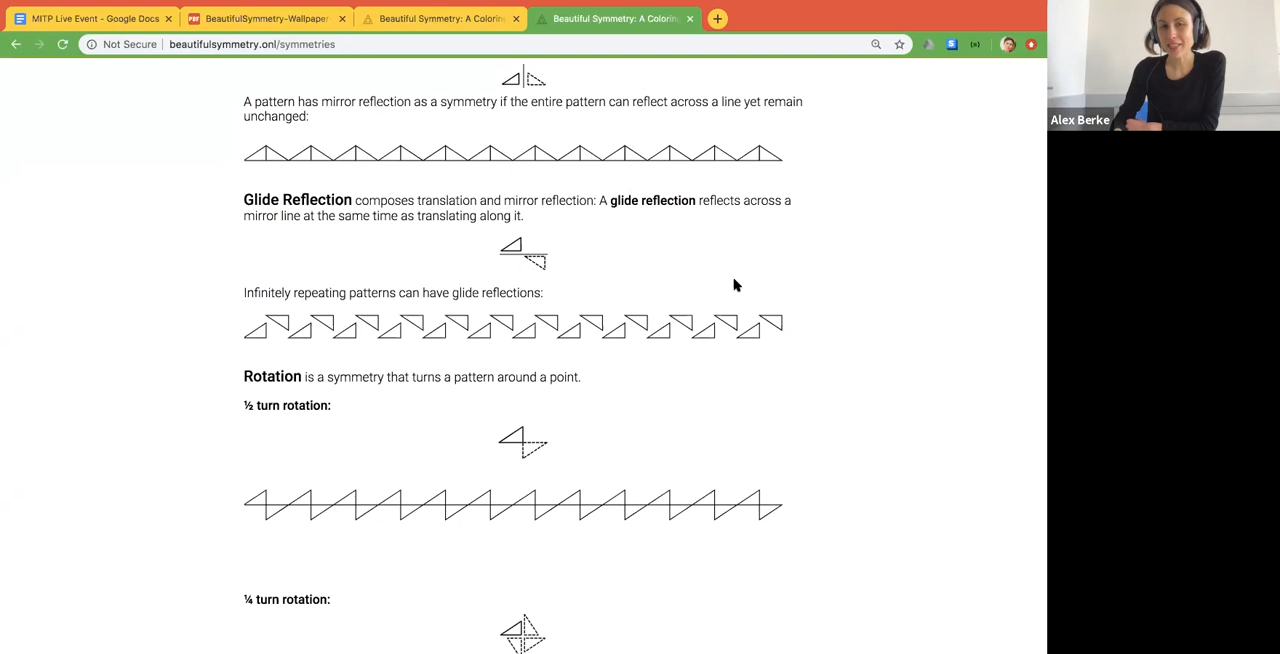 MITP Live Event - Google Docs
PDF
BeautifulSymmetry-Wallpaper
Beautiful Symmetry: A Coloring
Beautiful Symmetry: A Coloring
Not Secure | beautifulsymmetry.onl/symmetries
A pattern has mirror reflection as a symmetry if the entire pattern can reflect across a line yet remain
unchanged:
Glide Reflection composes translation and mirror reflection: A glide reflection reflects across a
mirror line at the same time as translating along it.
Infinitely repeating patterns can have glide reflections:
Rotation is a symmetry that turns a pattern around a point.
½ turn rotation:
¼ turn rotation:
Alex Berke